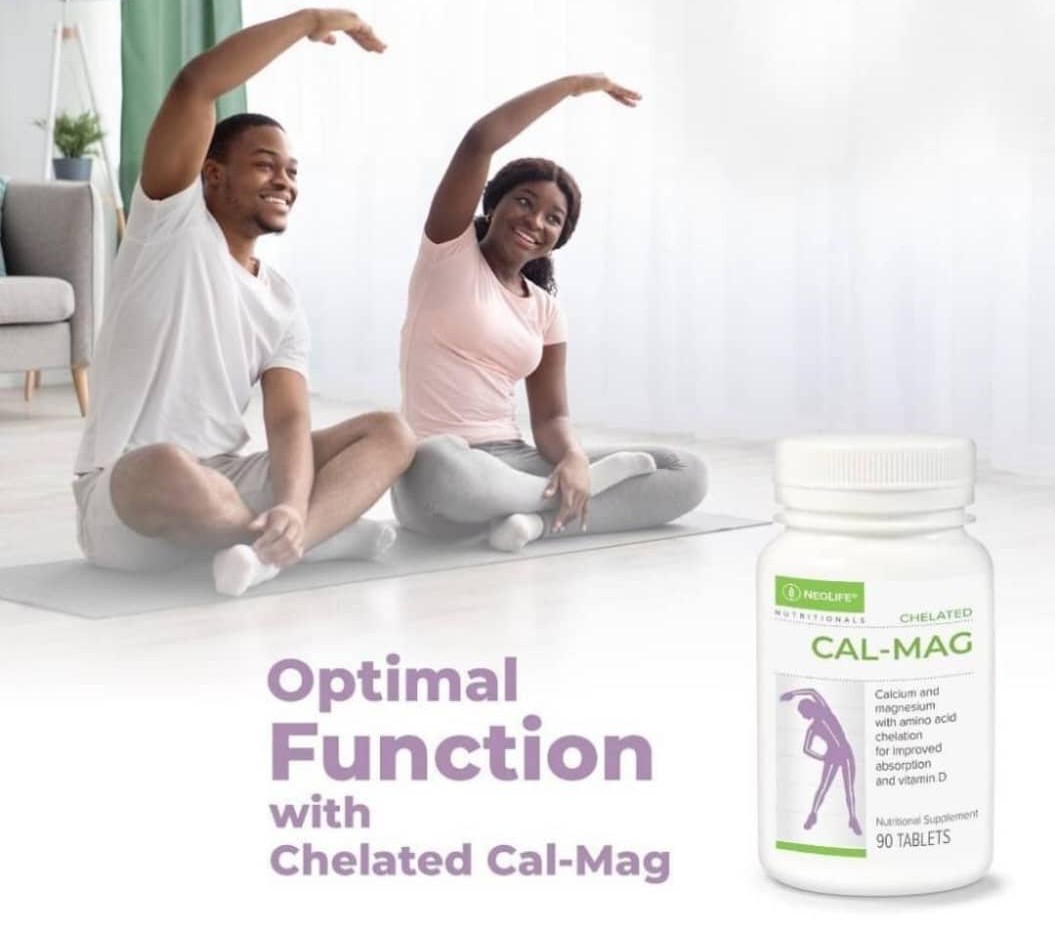 Optimal
Function
with
Chelated Cal-Mag
NEOLIFE®
NUTRITIONALS
CHELATED
CAL-MAG
Calcium and
magnesium
with amino acid
chelation
for improved
absorption
and vitamin D
Nutritional Supplement
90 TABLETS